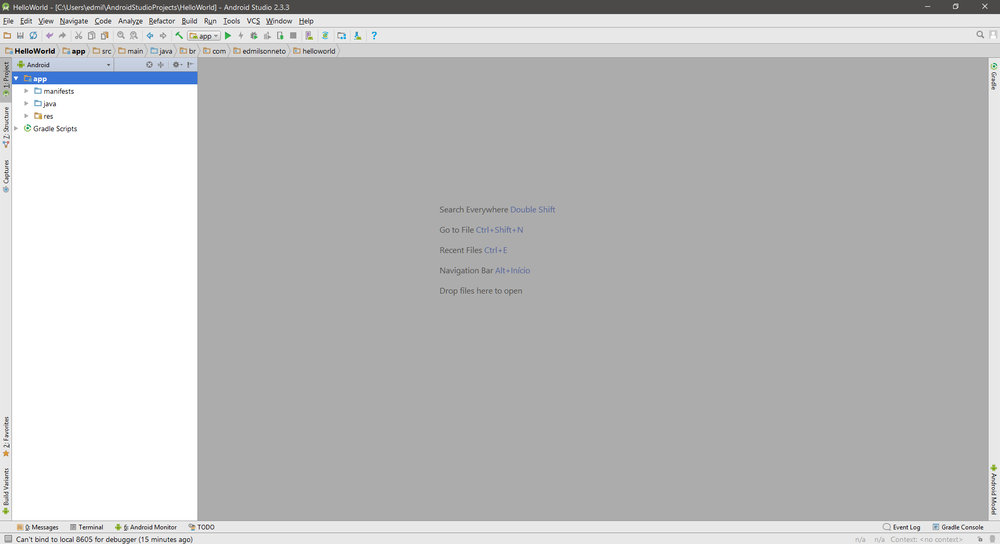 HelloWorld - [C:\Users\edmil\AndroidStudioProjects\HelloWorld] - Android Studio 2.3.3
File Edit View Navigate Code Analyze Refactor Build Run Tools VCS Window Help
app
HelloWorld app src main java br com edmilsonneto helloworld
1: Project
7: Structure
Captures
2: Favorites
Build Variants
Android
app
manifests
java
res
Gradle Scripts
Search Everywhere Double Shift
Go to File Ctrl+Shift+N
Recent Files Ctrl+E
Navigation Bar Alt+Início
Drop files here to open
Gradle
Android Model
0: Messages Terminal 6: Android Monitor TODO Event Log Gradle Console
Can't bind to local 8605 for debugger (15 minutes ago) n/a n/a Context: <no context>